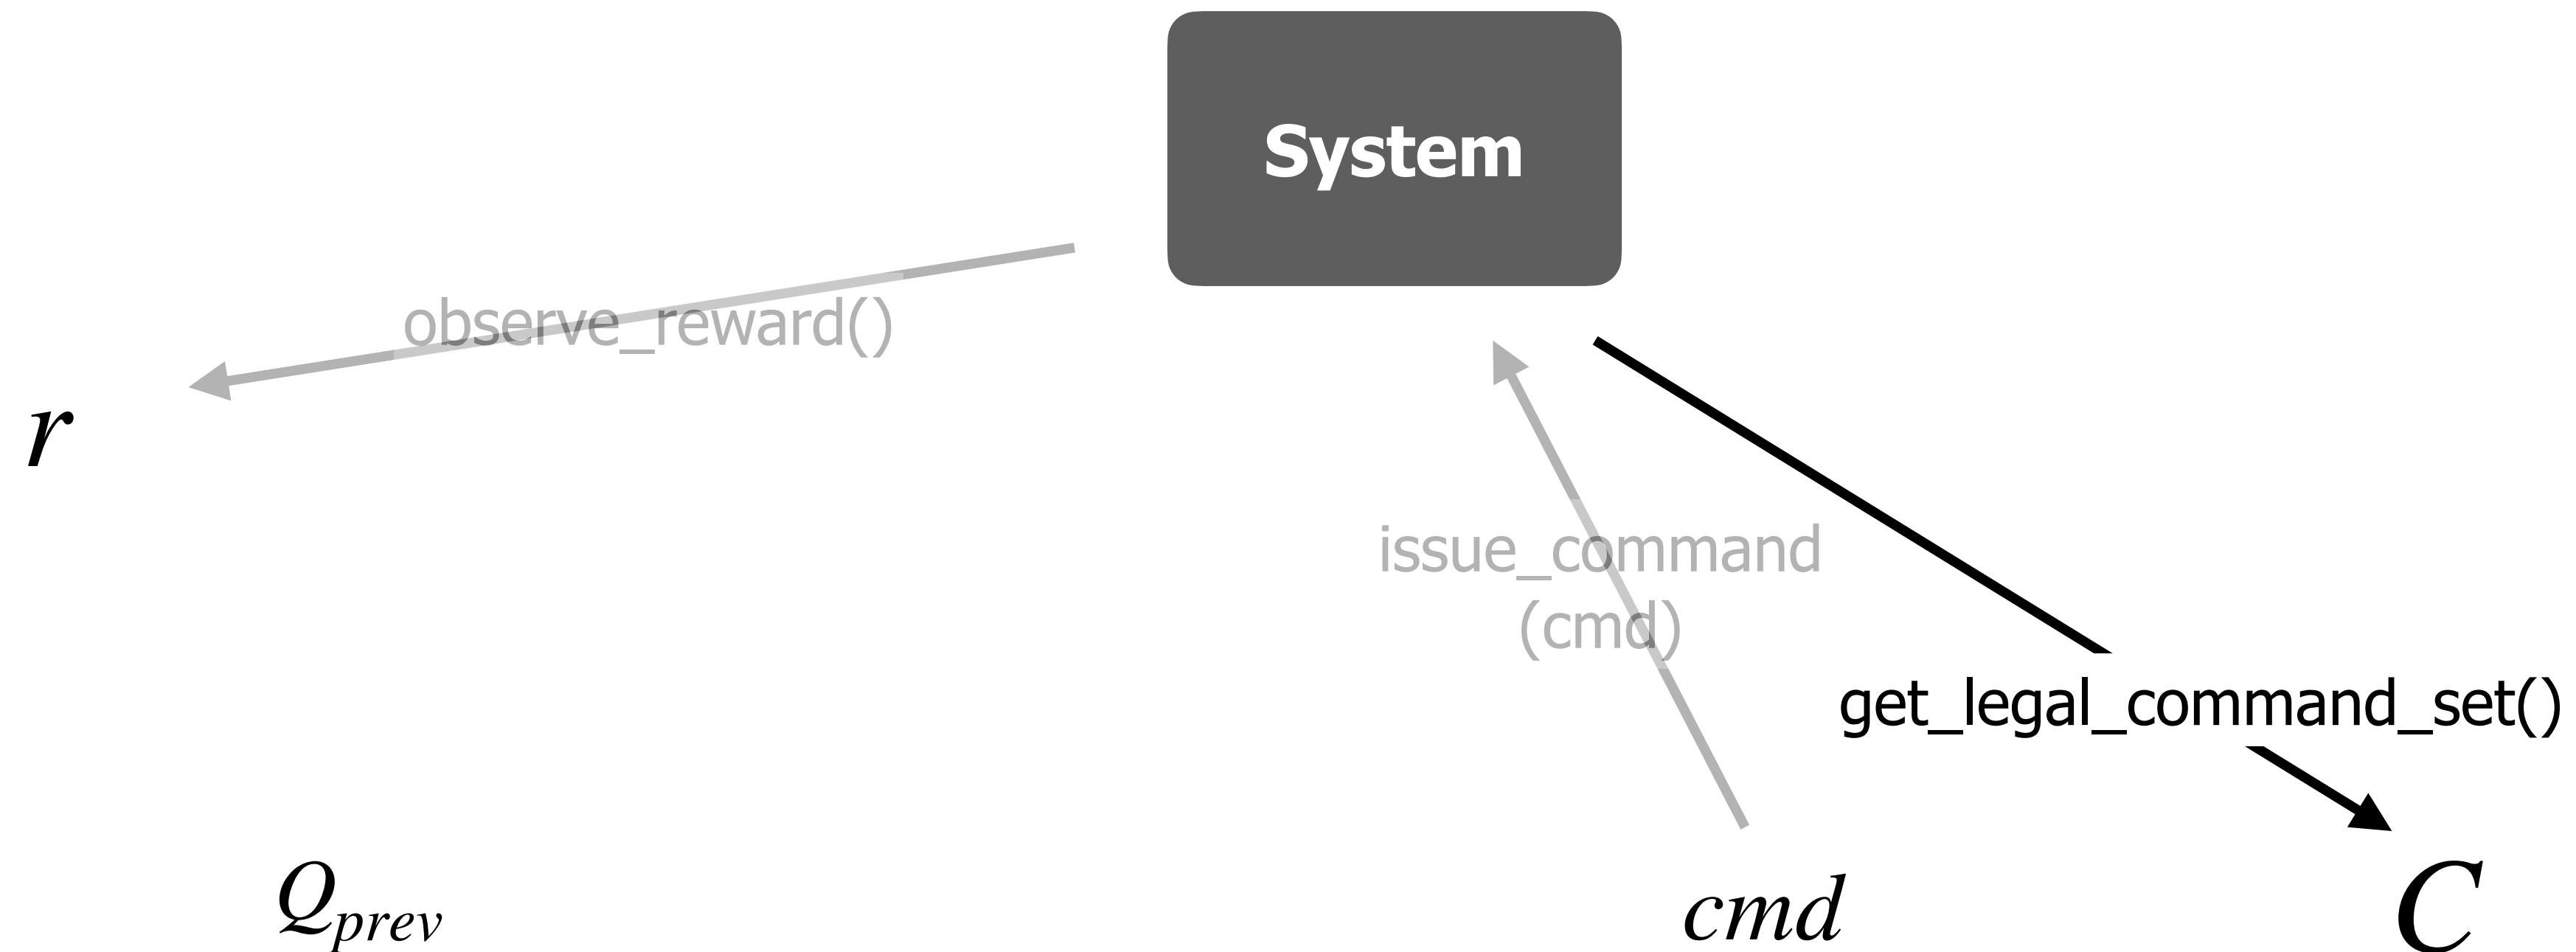 System
observe_reward()
r
issue_command
(cmd)
get_legal_command_set()
Q_prev
cmd
C